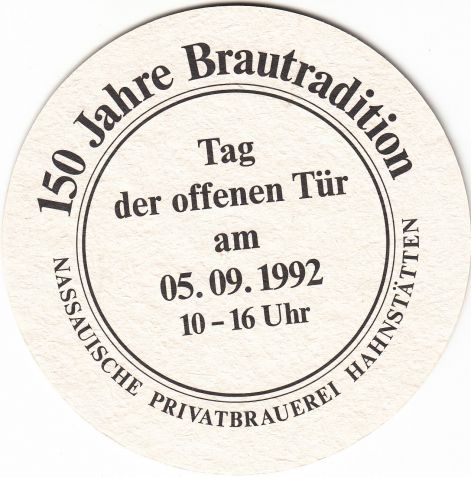 150 Jahre Brautradition
Tag
der offenen Tür
am
05. 09. 1992
10 – 16 Uhr
NASSAUISCHE PRIVATBRAUEREI HAHNSTÄTTEN